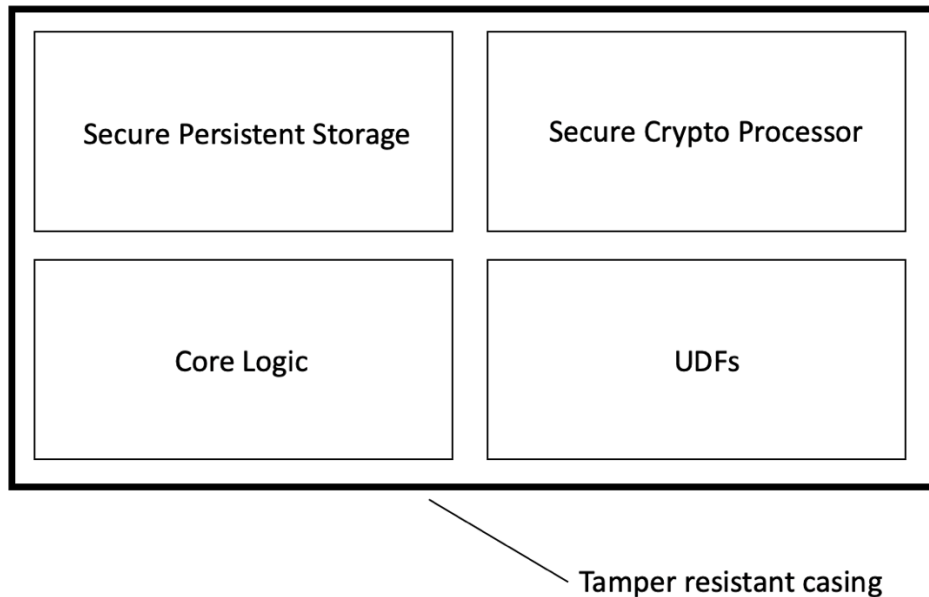 Secure Persistent Storage
Secure Crypto Processor
Core Logic
UDFs
Tamper resistant casing